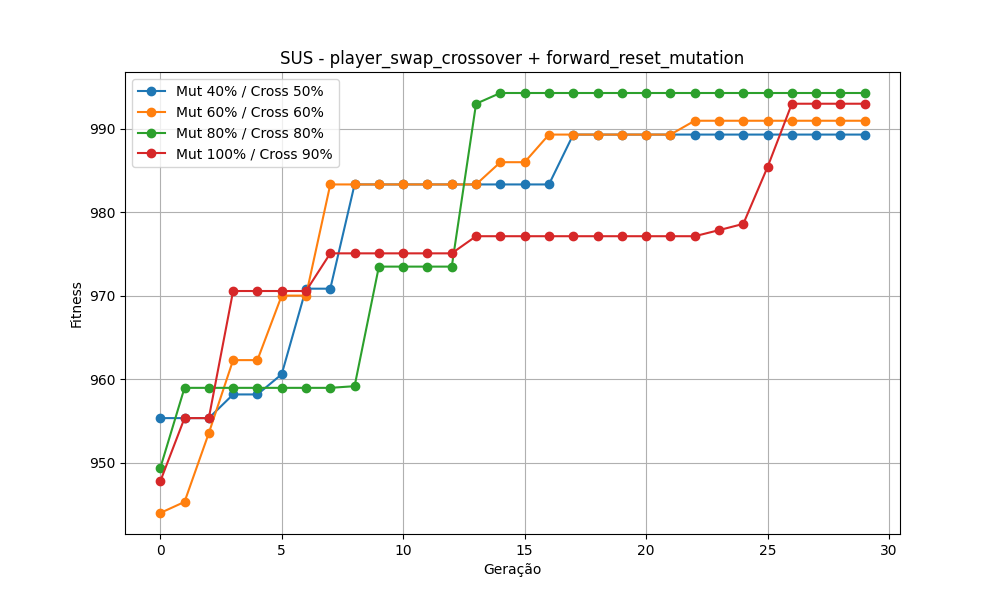 SUS - player_swap_crossover + forward_reset_mutation
Mut 40% / Cross 50%
Mut 60% / Cross 60%
Mut 80% / Cross 80%
Mut 100% / Cross 90%
Fitness
990
980
970
960
950
0 5 10 15 20 25 30
Geração